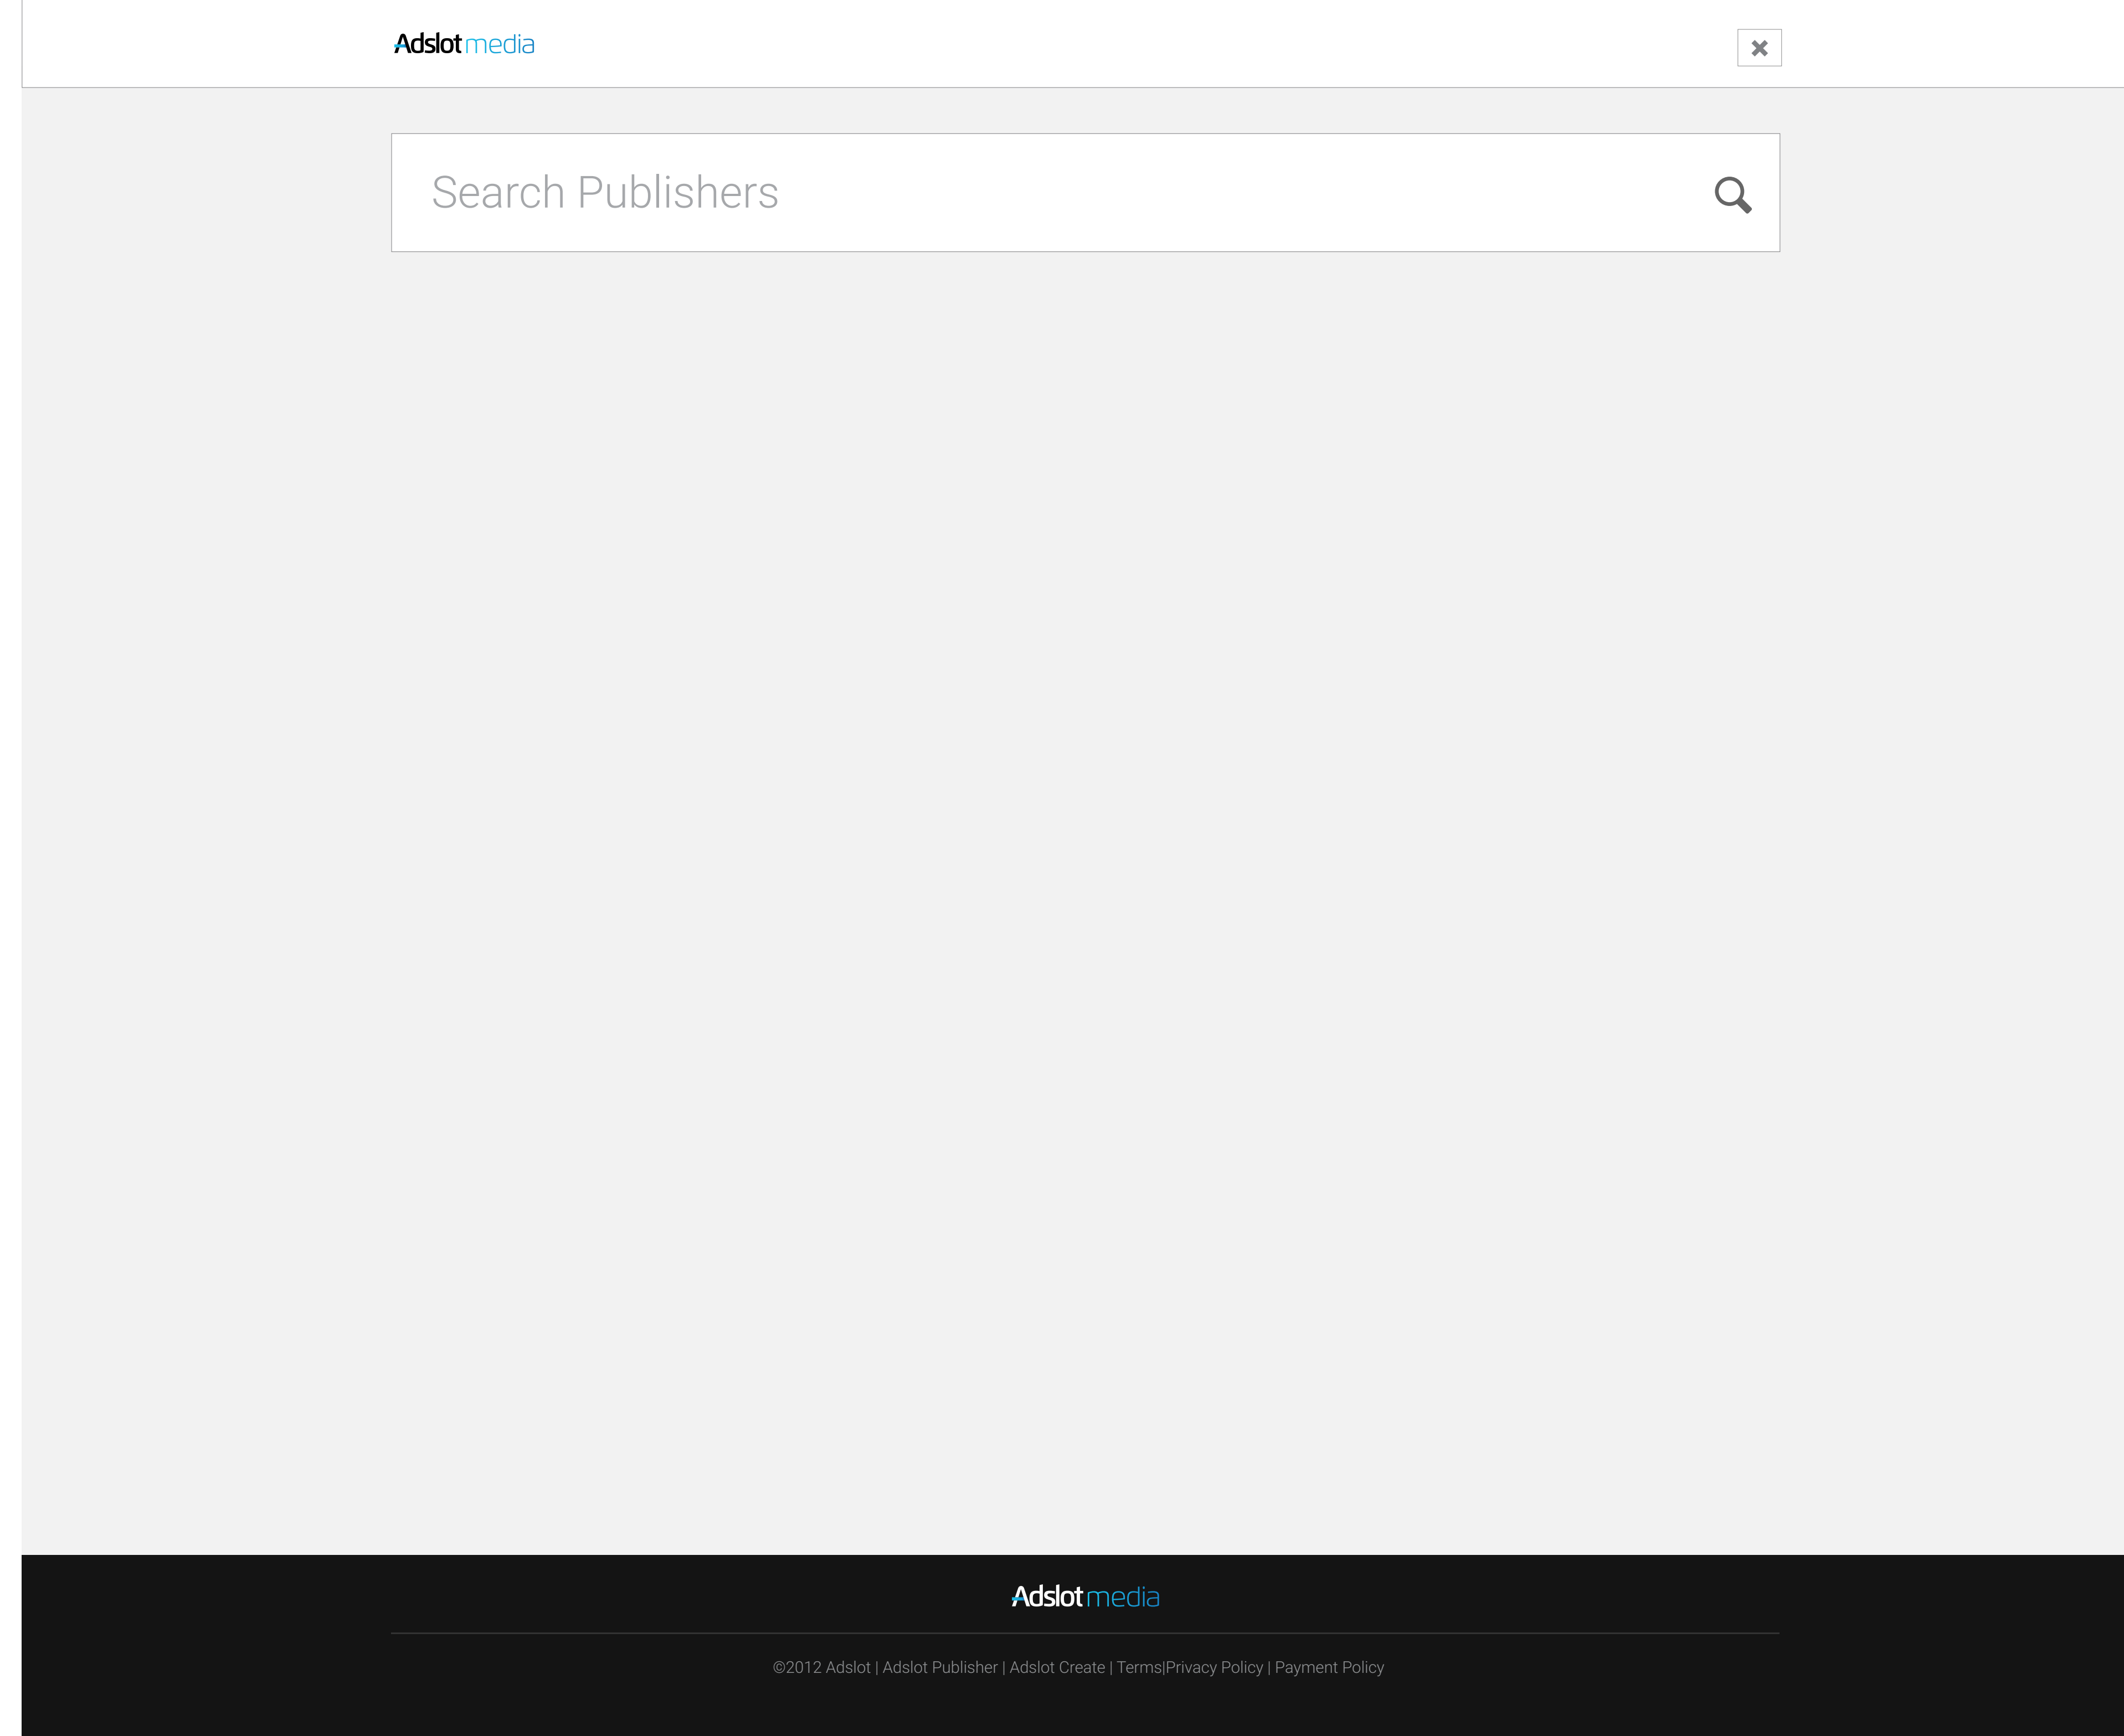 Adslot media
Search Publishers
Adslot media
©2012 Adslot | Adslot Publisher | Adslot Create | Terms|Privacy Policy | Payment Policy